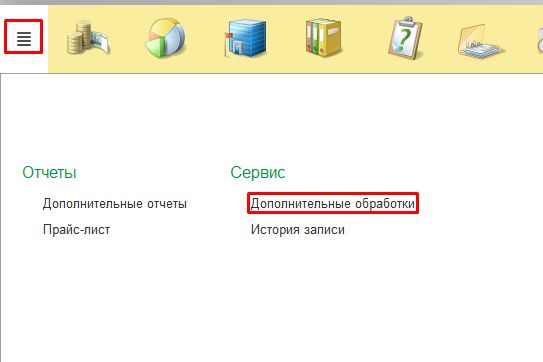 Отчеты
Дополнительные отчеты
Прайс-лист
Сервис
Дополнительные обработки
История записи